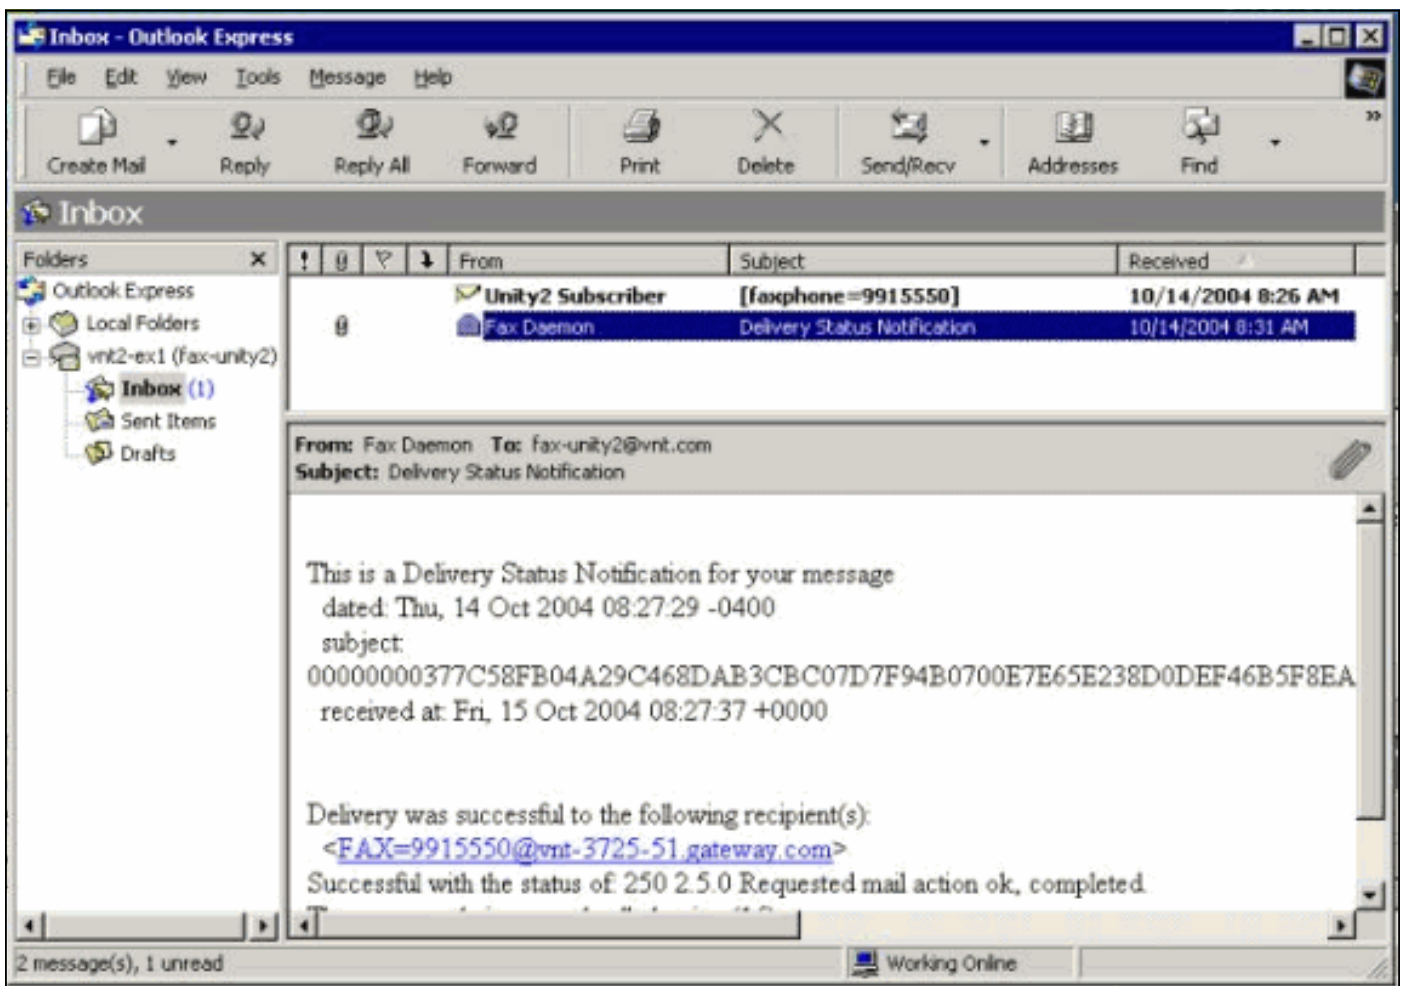 Inbox - Outlook Express
File Edit View Tools Message Help
Create Mail Reply Reply All Forward Print Delete Send/Recv Addresses Find
Inbox
Folders
Outlook Express
Local Folders
vnt2-ex1 (fax-unity2)
Inbox (1)
Sent Items
Drafts
! From Subject Received
Unity2 Subscriber [faxphone=9915550] 10/14/2004 8:26 AM
Fax Daemon Delivery Status Notification 10/14/2004 8:31 AM
From: Fax Daemon To: fax-unity2@vnt.com
Subject: Delivery Status Notification
This is a Delivery Status Notification for your message
dated: Thu, 14 Oct 2004 08:27:29 -0400
subject:
00000000377C58FB04A29C468DAB3CBC07D7F94B0700E7E65E238D0DEF46B5F8EA
received at: Fri, 15 Oct 2004 08:27:37 +0000
Delivery was successful to the following recipient(s):
<FAX=9915550@vnt-3725-51.gateway.com>
Successful with the status of: 250 2.5.0 Requested mail action ok, completed
2 message(s), 1 unread
Working Online